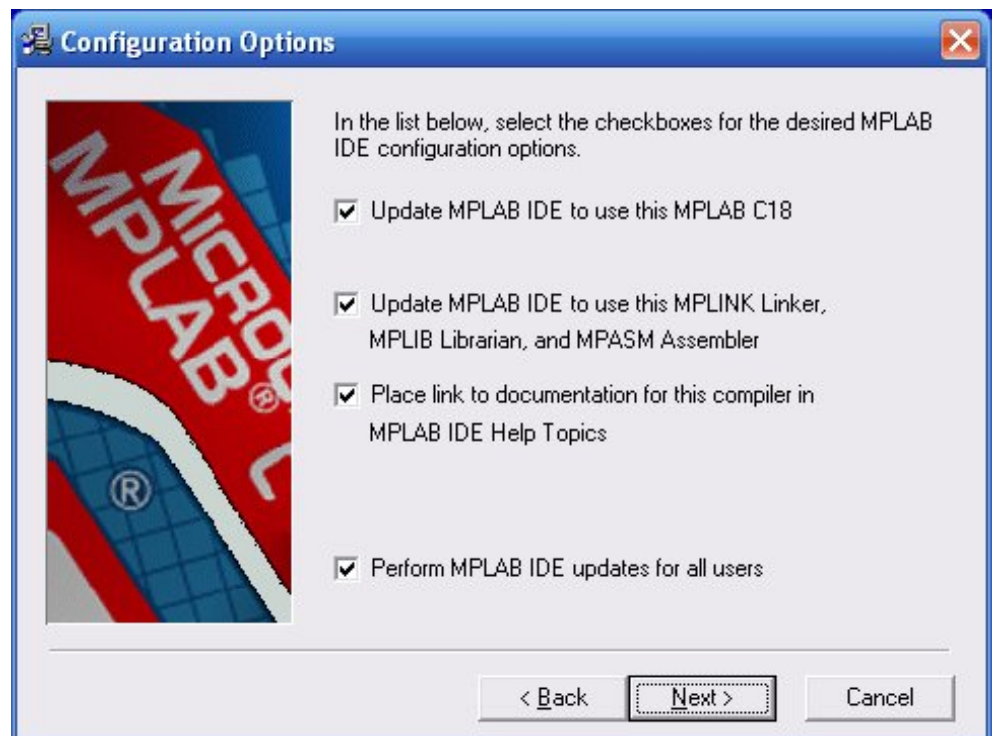 Configuration Options
In the list below, select the checkboxes for the desired MPLAB
IDE configuration options.
MICROC
MPLAB® C
®
Update MPLAB IDE to use this MPLAB C18
Update MPLAB IDE to use this MPLINK Linker,
MPLIB Librarian, and MPASM Assembler
Place link to documentation for this compiler in
MPLAB IDE Help Topics
Perform MPLAB IDE updates for all users
< Back
Next >
Cancel